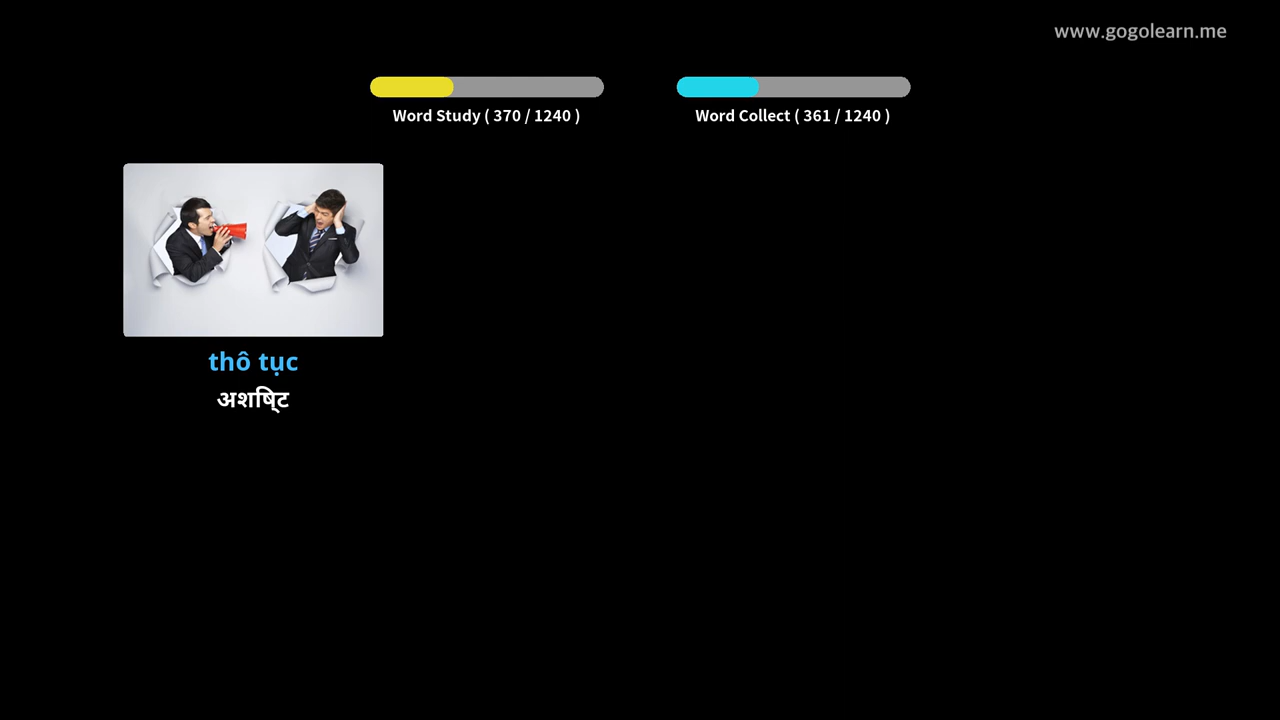 www.gogolearn.me
Word Study ( 370 / 1240 )
Word Collect ( 361 / 1240 )
thô tục
अशिष्ट